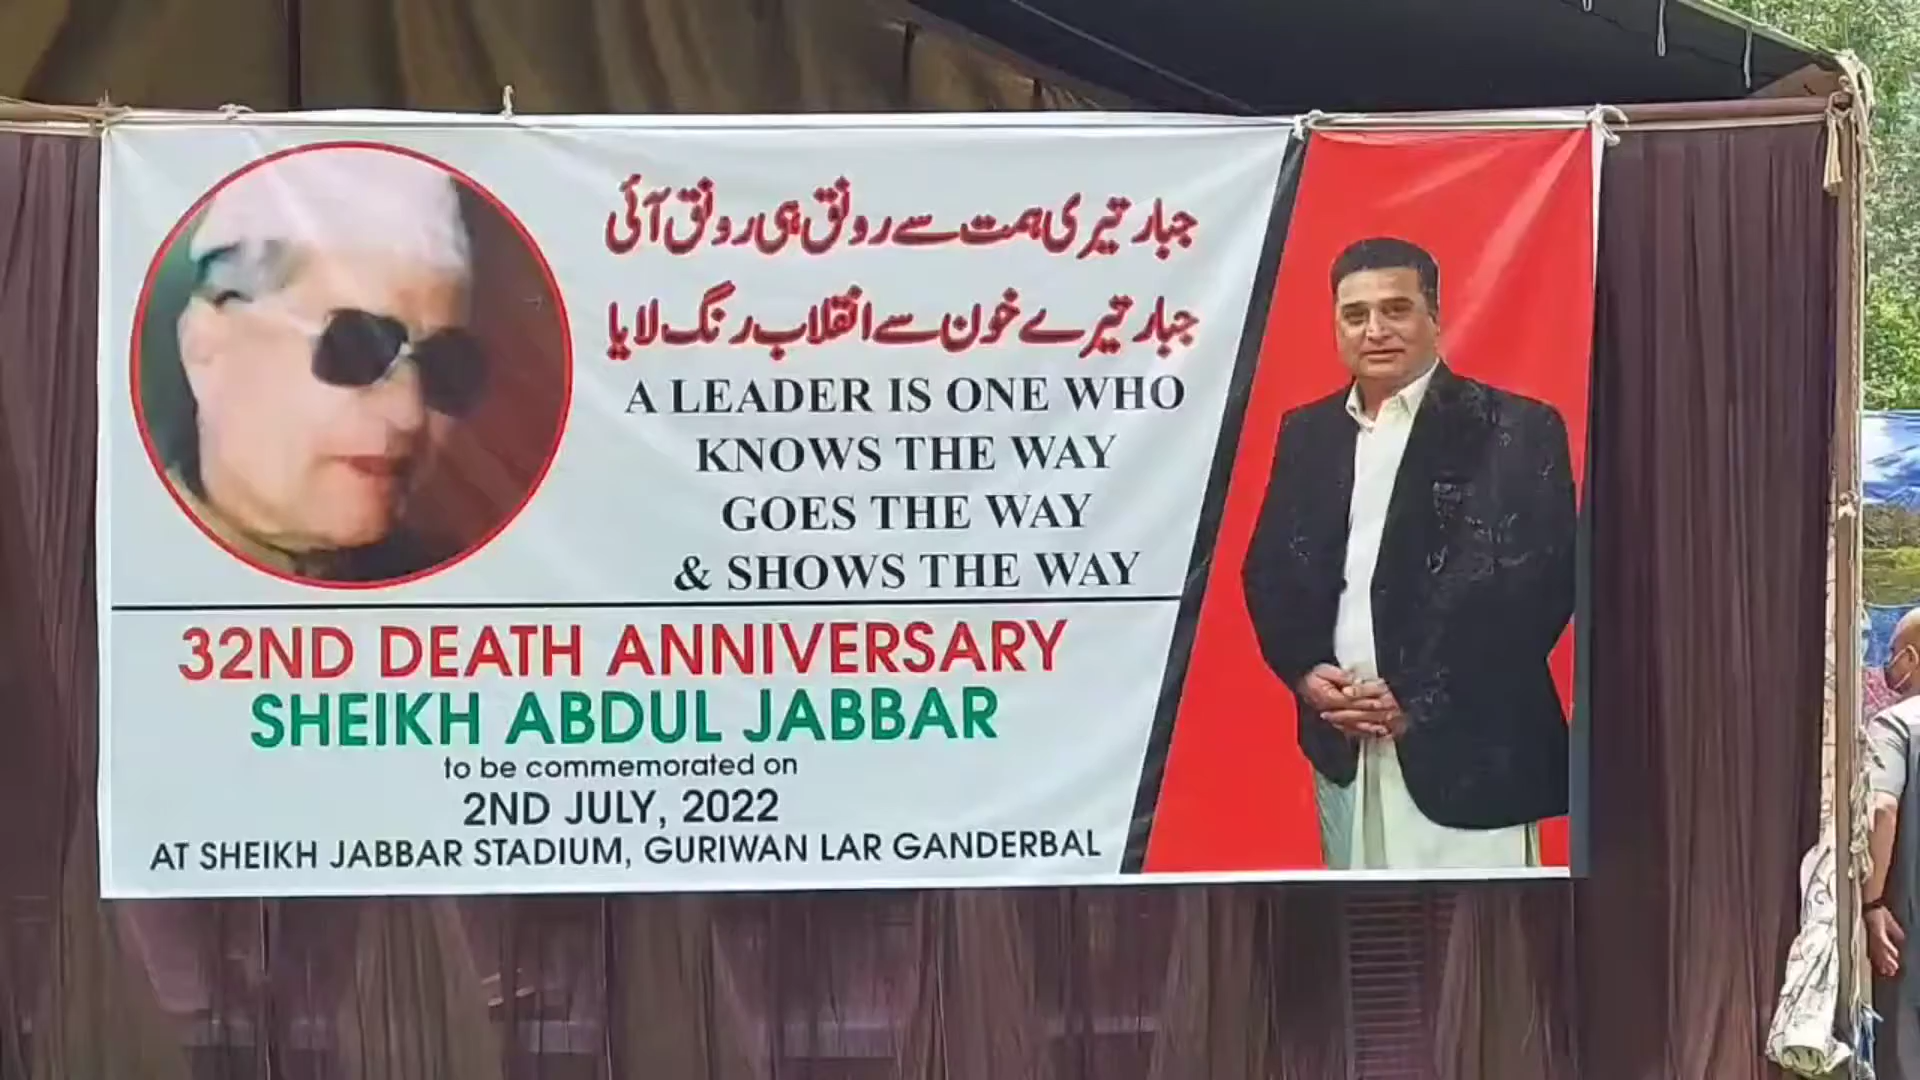 جبار تیری ہمت سے رونق ہی رونق آئی
جبار تیرے خون سے انقلاب رنگ لایا
A LEADER IS ONE WHO
KNOWS THE WAY
GOES THE WAY
& SHOWS THE WAY
32ND DEATH ANNIVERSARY
SHEIKH ABDUL JABBAR
to be commemorated on
2ND JULY, 2022
AT SHEIKH JABBAR STADIUM, GURIWAN LAR GANDERBAL